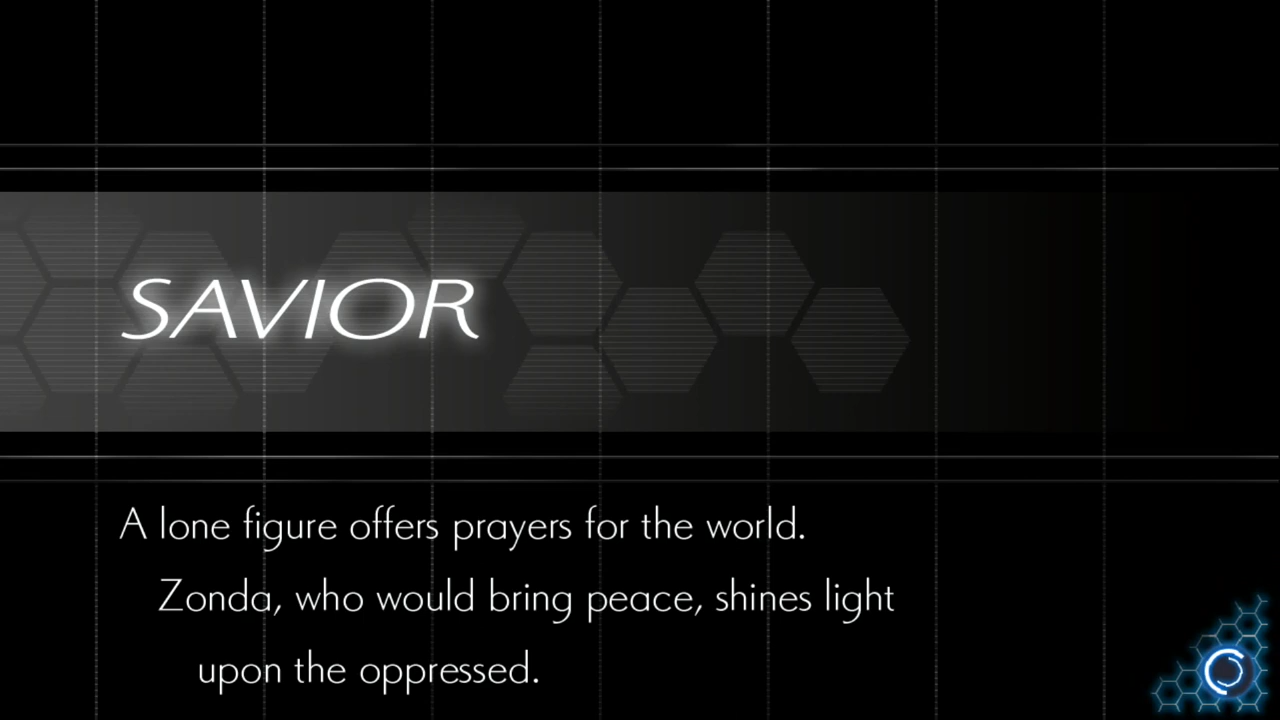 SAVIOR
A lone figure offers prayers for the world.
Zonda, who would bring peace, shines light
upon the oppressed.